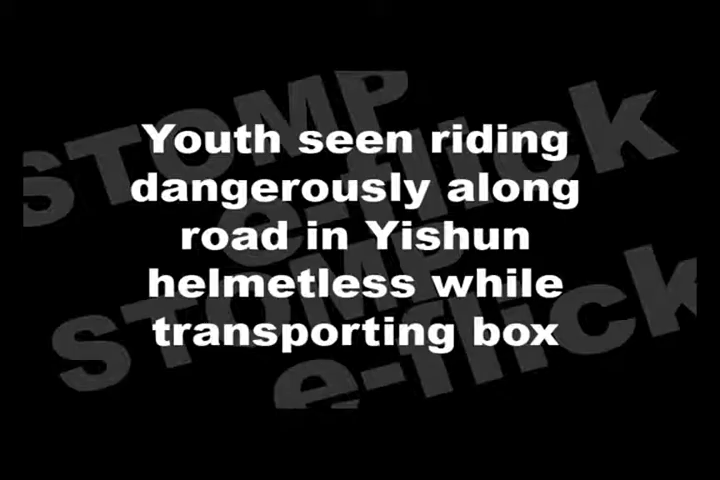 Youth seen riding
dangerously along
road in Yishun
helmetless while
transporting box
STOMP
e-flick
STOMP
e-flick